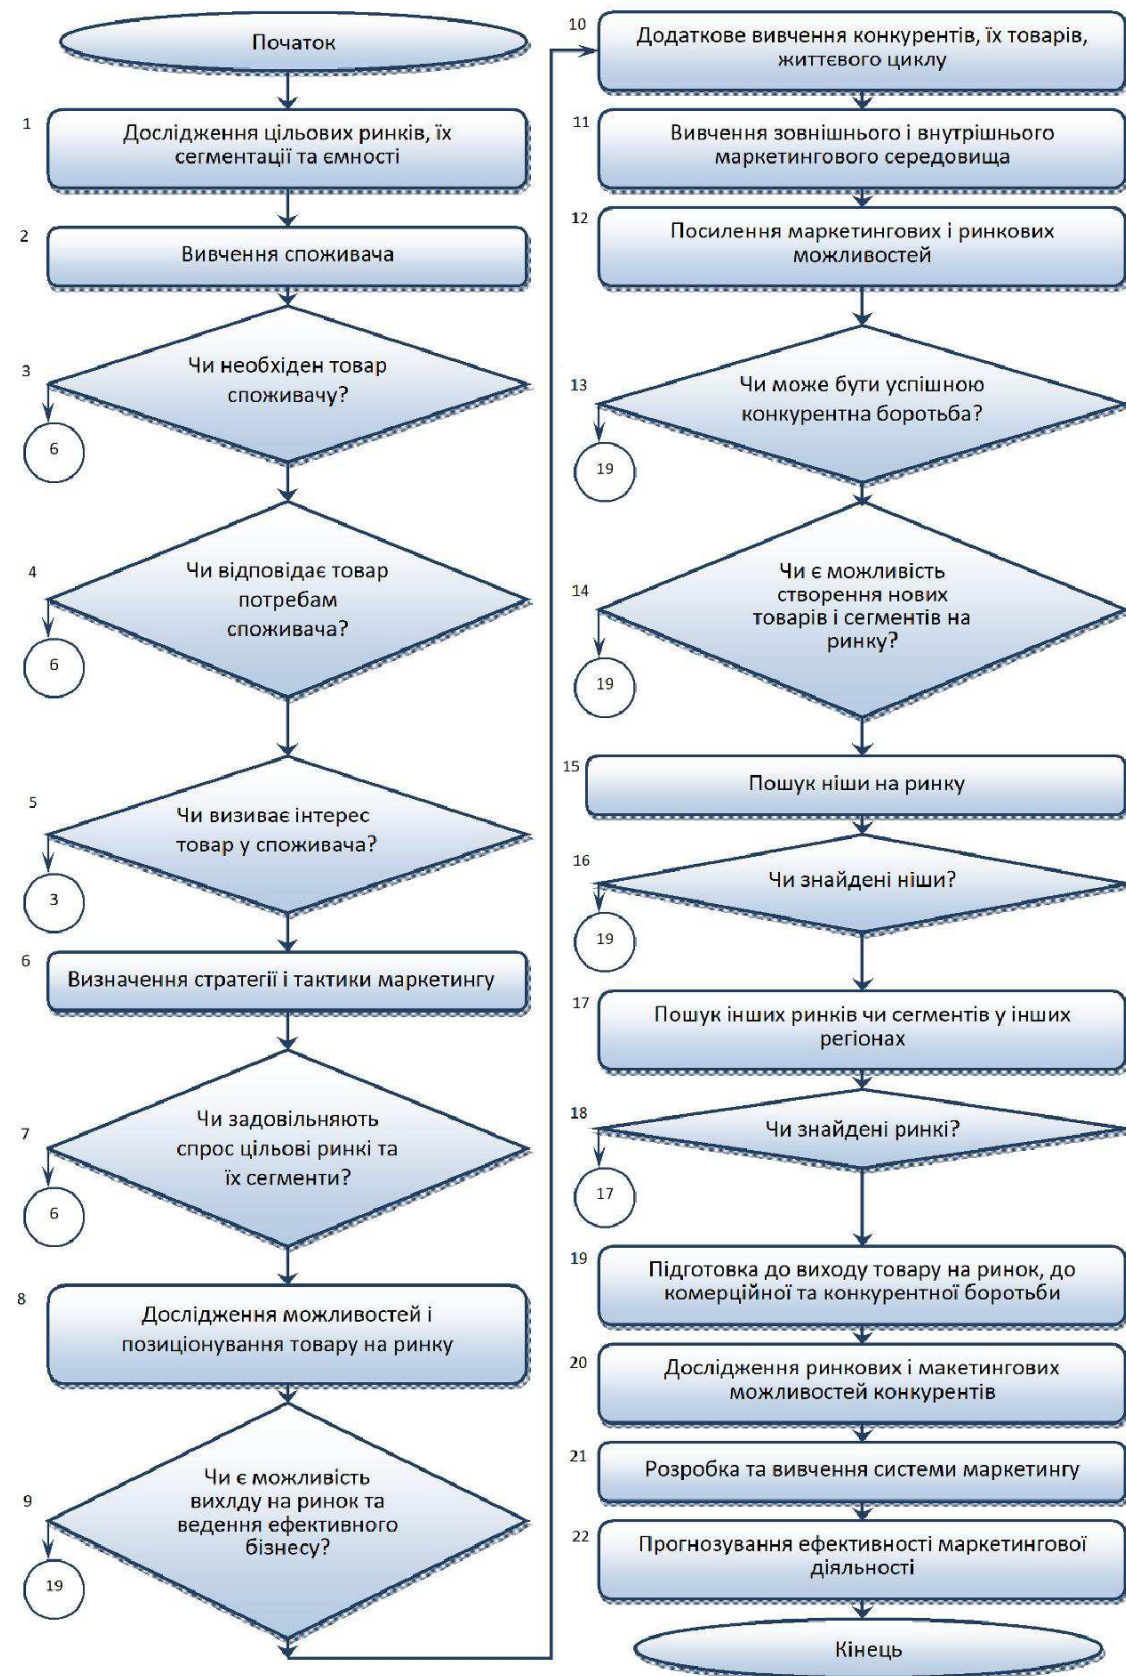 Початок
1
Дослідження цільових ринків, їх
сегментації та ємності
2
Вивчення споживача
3
Чи необхіден товар
споживачу?
6
4
Чи відповідає товар
потребам
споживача?
6
5
Чи визиває інтерес
товар у споживача?
3
6
Визначення стратегії і тактики маркетингу
7
Чи задовільняють
спрос цільові ринкі та
їх сегменти?
6
8
Дослідження можливостей і
позиціонування товару на ринку
9
Чи є можливість
вихлду на ринок та
ведення ефективного
бізнесу?
19
10
Додаткове вивчення конкурентів, їх товарів,
життєвого циклу
11
Вивчення зовнішнього і внутрішнього
маркетингового середовища
12
Посилення маркетингових і ринкових
можливостей
13
Чи може бути успішною
конкурентна боротьба?
19
14
Чи є можливість
створення нових
товарів і сегментів на
ринку?
19
15
Пошук ніши на ринку
16
Чи знайдені ніши?
19
17
Пошук інших ринків чи сегментів у інших
регіонах
18
Чи знайдені ринкі?
17
19
Підготовка до виходу товару на ринок, до
комерційної та конкурентної боротьби
20
Дослідження ринкових і макетингових
можливостей конкурентів
21
Розробка та вивчення системи маркетингу
22
Прогнозування ефективності маркетингової
діяльності
Кінець